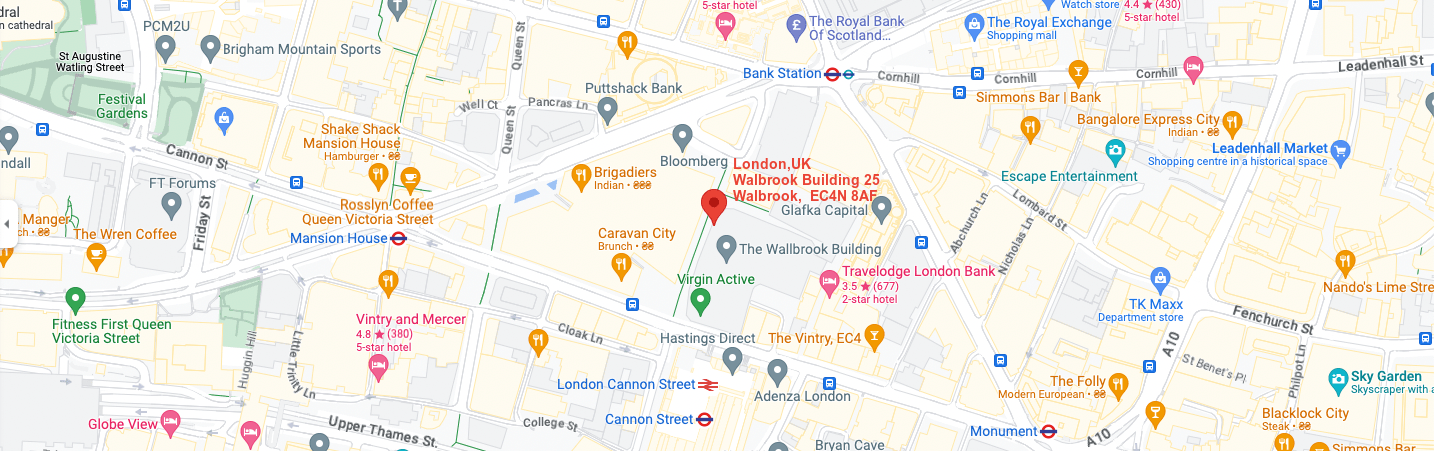 dral
n cathedral
PCM2U
Brigham Mountain Sports
St Augustine
Watling Street
Festival
Gardens
5-star hotel
The Royal Bank
Of Scotland...
The Royal Exchange
Shopping mall
Watch store
4.4 ★ (430)
5-star hotel
Queen St
Bank Station
Cornhill
Cornhill
Cornhill
Leadenhall St
Puttshack Bank
Well Ct
Pancras Ln
Queen St
Simmons Bar | Bank
Bangalore Express City
Indian • ₴₴
Shake Shack
Mansion House
Hamburger • ₴₴
Cannon St
ndall
FT Forums
Bloomberg
London,UK
Walbrook Building 25
Walbrook, EC4N 8AF
Leadenhall Market
Shopping centre in a historical space
Escape Entertainment
Brigadiers
Indian • ₴₴₴
Rosslyn Coffee
Queen Victoria Street
Glafka Capital
Lombard St
Manger
ch • ₴₴
The Wren Coffee
Friday St
Mansion House
Caravan City
Brunch • ₴₴
The Wallbrook Building
Abchurch Ln
Nicholas Ln
Virgin Active
Travelodge London Bank
3.5 ★ (677)
2-star hotel
Nando's Lime Stre
TK Maxx
Department store
Fenchurch St
Fitness First Queen
Victoria Street
Vintry and Mercer
4.8 ★ (380)
5-star hotel
Cloak Ln
Hastings Direct
The Vintry, EC4
A10
Huggin Hill
Little Trinity Ln
St Benet's Pl
Philpot Ln
London Cannon Street
Adenza London
The Folly
Modern European • ₴₴
Sky Garden
Skyscraper with a
Globe View
Upper Thames St.
College St
Cannon Street
Monument
A10
Blacklock City
Steak • ₴₴
Bryan Cave
Simmons Bar